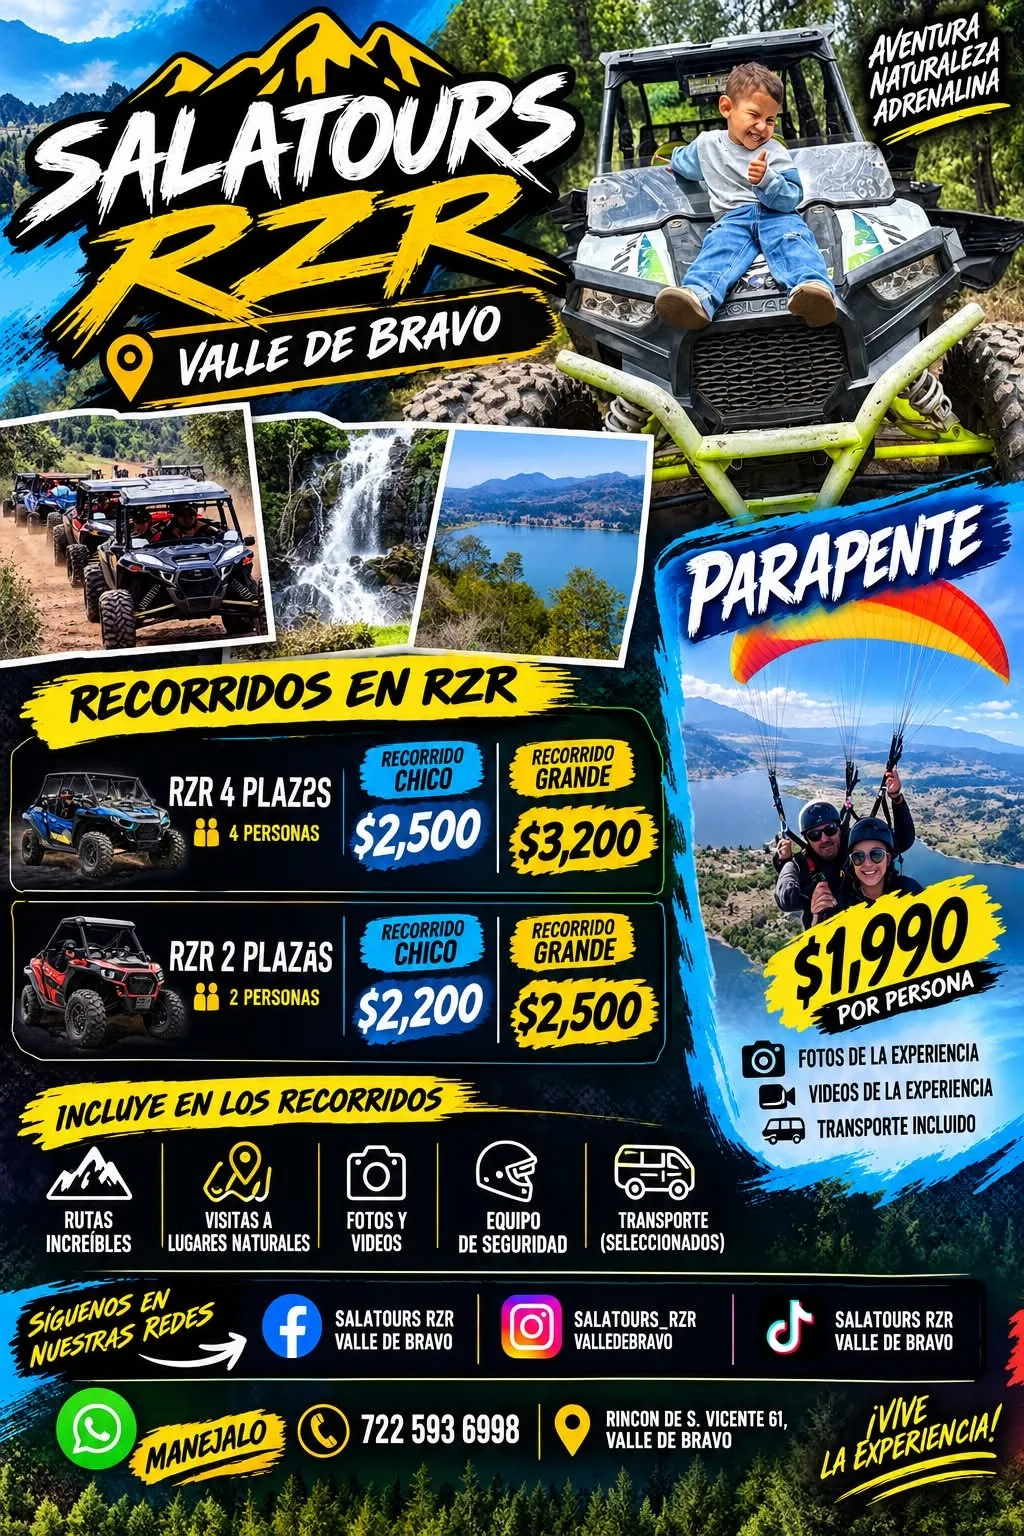 SALATOURS
RZR
VALLE DE BRAVO
AVENTURA
NATURALEZA
ADRENALINA
PARAPENTE
RECORRIDOS EN RZR
RZR 4 PLAZ2S
4 PERSONAS
RECORRIDO
CHICO
$2,500
RECORRIDO
GRANDE
$3,200
RZR 2 PLAZÁS
2 PERSONAS
RECORRIDO
CHICO
$2,200
RECORRIDO
GRANDE
$2,500
$1,990
POR PERSONA
FOTOS DE LA EXPERIENCIA
VIDEOS DE LA EXPERIENCIA
TRANSPORTE INCLUIDO
INCLUYE EN LOS RECORRIDOS
RUTAS
INCREÍBLES
VISITAS A
LUGARES NATURALES
FOTOS Y
VIDEOS
EQUIPO
DE SEGURIDAD
TRANSPORTE
(SELECCIONADOS)
SÍGUENOS EN
NUESTRAS REDES
SALATOURS RZR
VALLE DE BRAVO
SALATOURS_RZR
VALLEDEBRAVO
SALATOURS RZR
VALLE DE BRAVO
MANEJALO
722 593 6998
RINCON DE S. VICENTE 61,
VALLE DE BRAVO
¡VIVE
LA EXPERIENCIA!